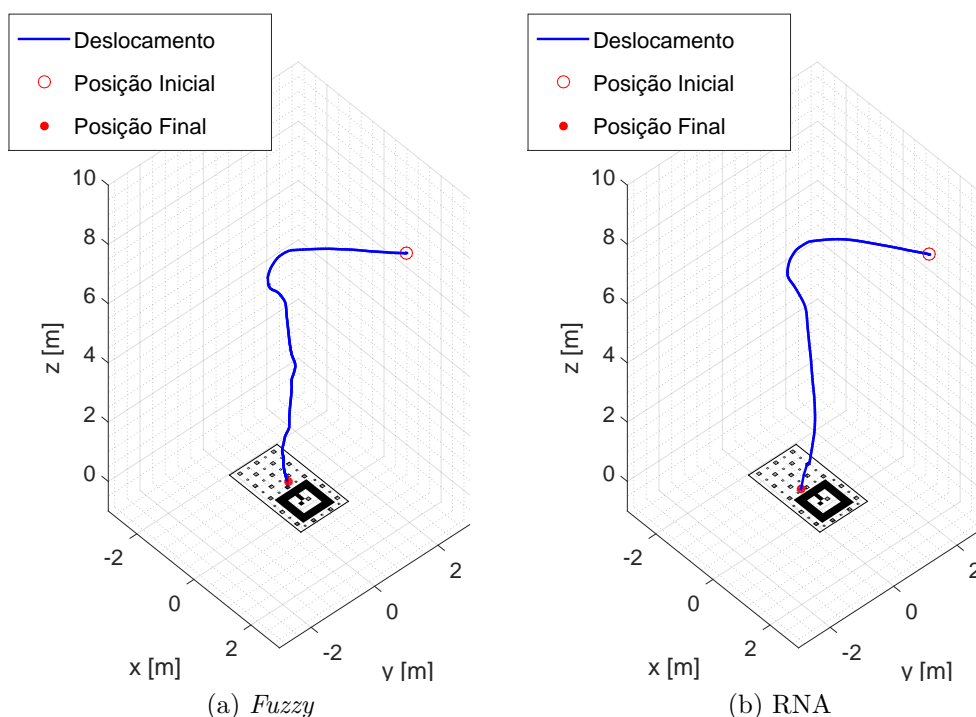 Deslocamento
Posição Inicial
Posição Final
10
8
6
4
2
0
z [m]
-2
0
2
x [m]
-2
0
2
y [m]
(a) Fuzzy
Deslocamento
Posição Inicial
Posição Final
10
8
6
4
2
0
z [m]
-2
0
2
x [m]
-2
0
2
y [m]
(b) RNA